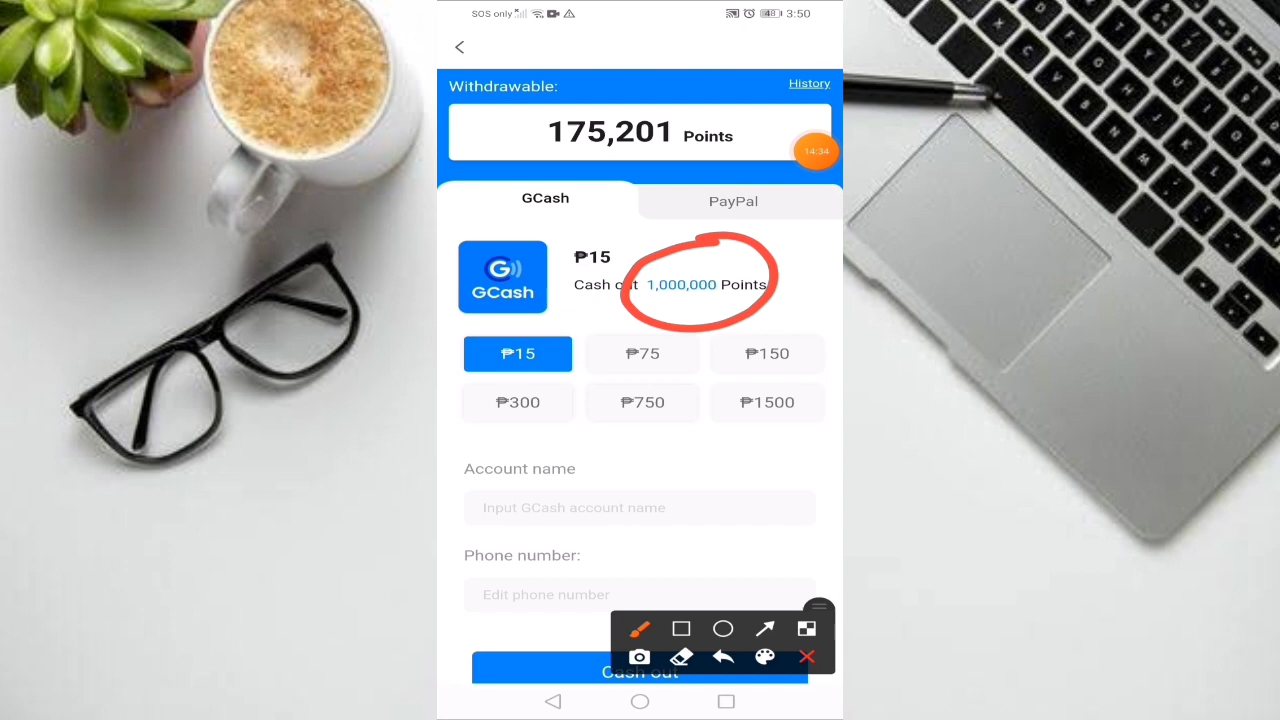 SOS only 48 3:50
Withdrawable: History
175,201 Points
14:34
GCash PayPal
₱15
GCash
Cash out 1,000,000 Points
₱15 ₱75 ₱150
₱300 ₱750 ₱1500
Account name
Input GCash account name
Phone number:
Edit phone number
Cash out